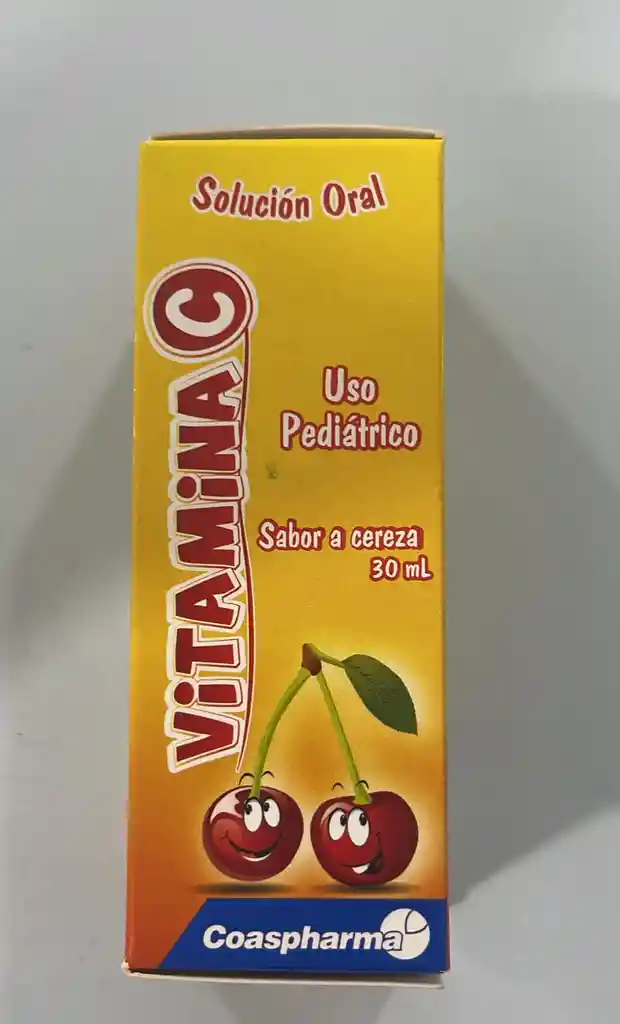 Solución Oral
VITAMINA C
Uso
Pediátrico
Sabor a cereza
30 mL
Coaspharma